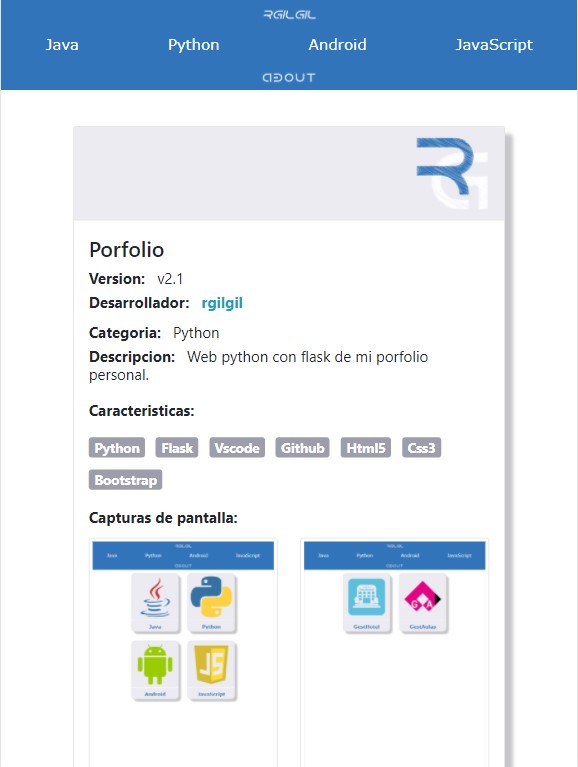 RGILGIL
Java Python Android JavaScript
ABOUT
R G
Porfolio
Version: v2.1
Desarrollador: rgilgil
Categoria: Python
Descripcion: Web python con flask de mi porfolio
personal.
Caracteristicas:
Python Flask Vscode Github Html5 Css3
Bootstrap
Capturas de pantalla:
RGILGIL
Java Python Android JavaScript
ABOUT
Java Python
JS
Android JavaScript
RGILGIL
Java Python Android JavaScript
ABOUT
G A
GestHotel GestAulas